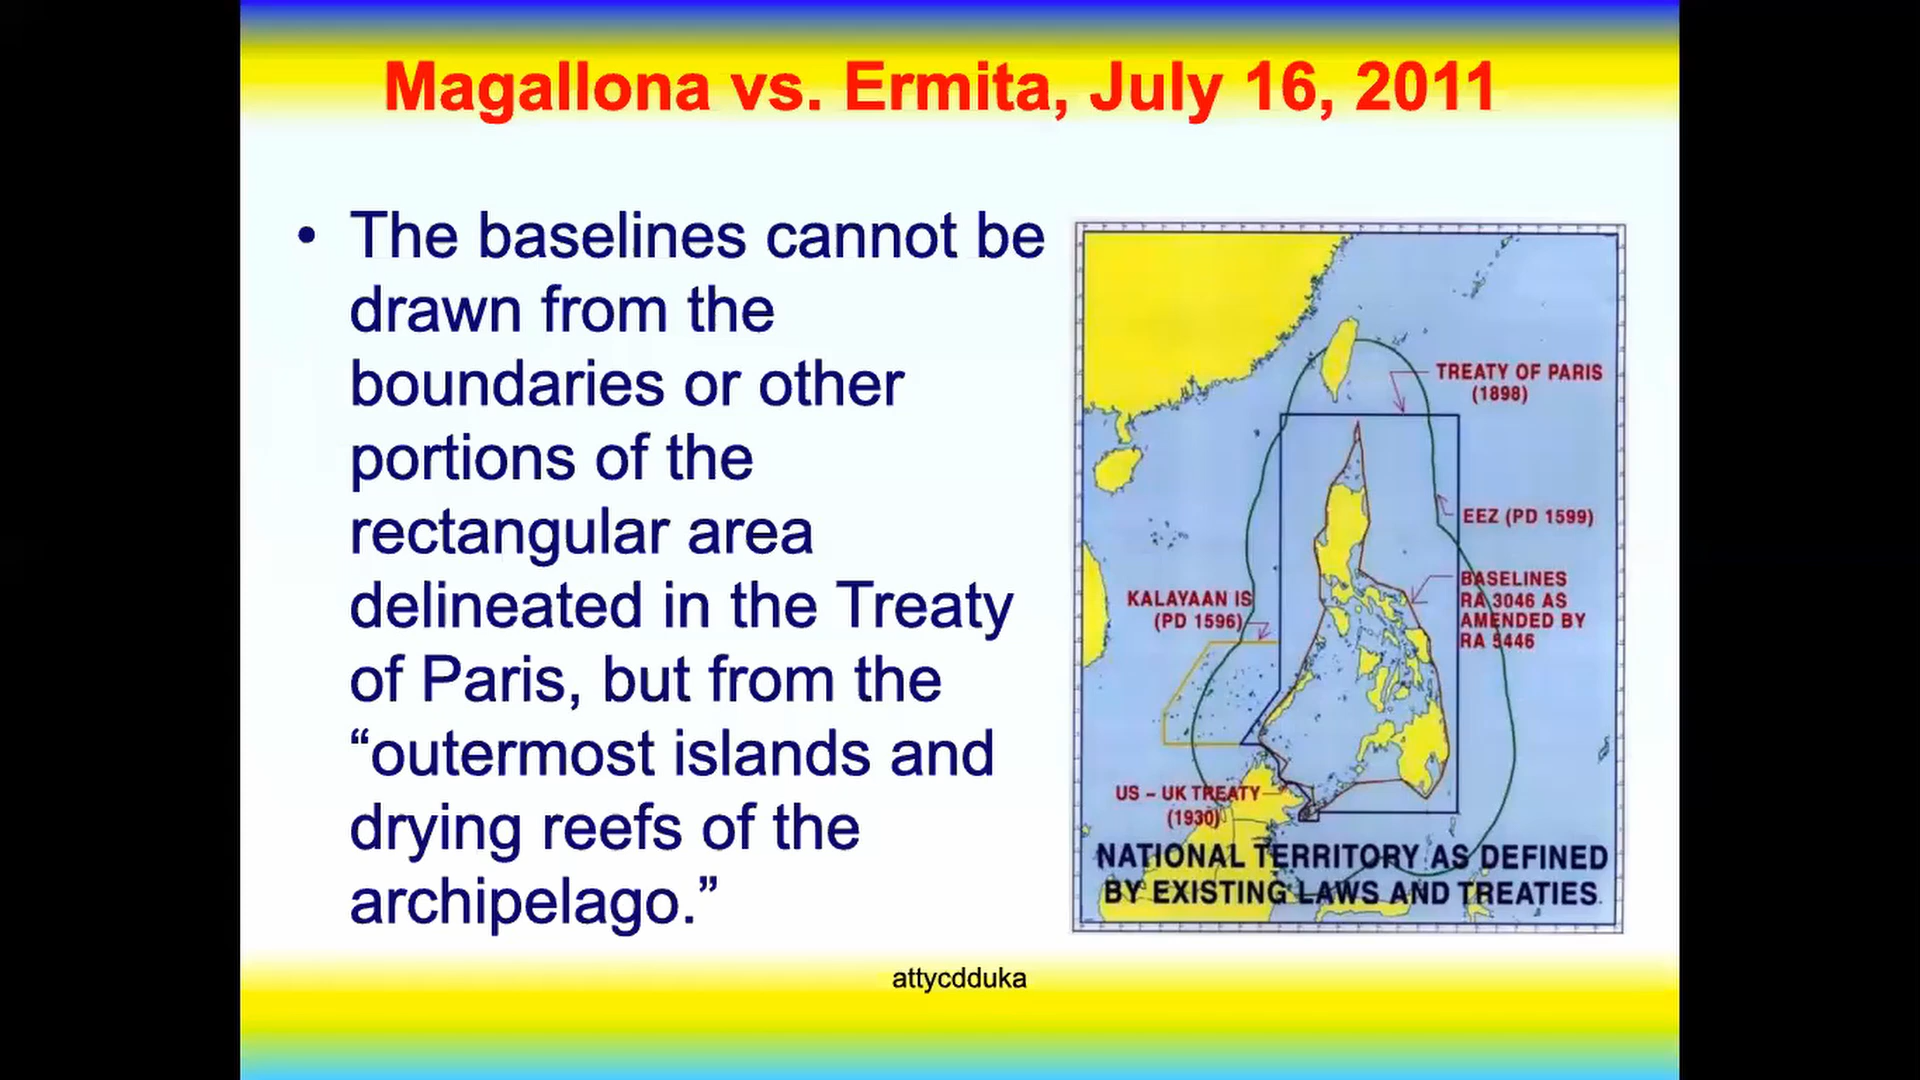 Magallona vs. Ermita, July 16, 2011
• The baselines cannot be
drawn from the
boundaries or other
portions of the
rectangular area
delineated in the Treaty
of Paris, but from the
“outermost islands and
drying reefs of the
archipelago.”
TREATY OF PARIS
(1898)
EEZ (PD 1599)
BASELINES
RA 3046 AS
AMENDED BY
RA 5446
KALAYAAN IS
(PD 1596)
US – UK TREATY
(1930)
NATIONAL TERRITORY AS DEFINED
BY EXISTING LAWS AND TREATIES.
attycdduka